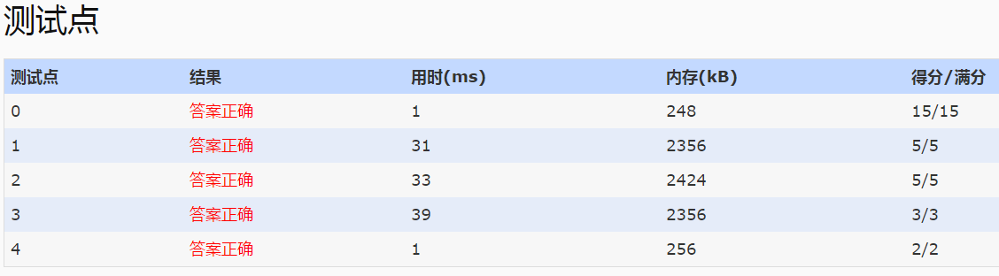 测试点
测试点 结果 用时(ms) 内存(kB) 得分/满分
0 答案正确 1 248 15/15
1 答案正确 31 2356 5/5
2 答案正确 33 2424 5/5
3 答案正确 39 2356 3/3
4 答案正确 1 256 2/2